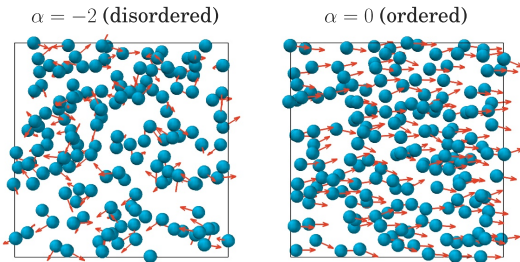 α = −2 (disordered)
α = 0 (ordered)